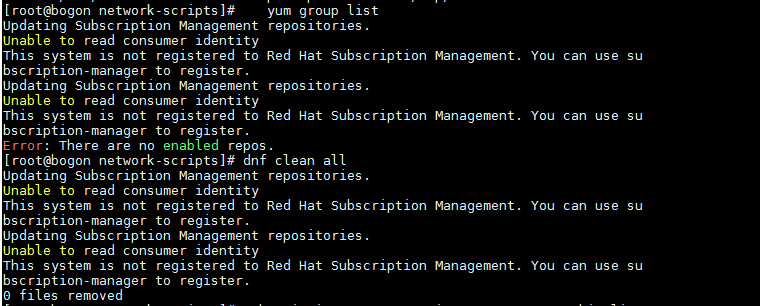 [root@bogon network-scripts]#    yum group list
Updating Subscription Management repositories.
Unable to read consumer identity
This system is not registered to Red Hat Subscription Management. You can use su
bscription-manager to register.
Updating Subscription Management repositories.
Unable to read consumer identity
This system is not registered to Red Hat Subscription Management. You can use su
bscription-manager to register.
Error: There are no enabled repos.
[root@bogon network-scripts]# dnf clean all
Updating Subscription Management repositories.
Unable to read consumer identity
This system is not registered to Red Hat Subscription Management. You can use su
bscription-manager to register.
Updating Subscription Management repositories.
Unable to read consumer identity
This system is not registered to Red Hat Subscription Management. You can use su
bscription-manager to register.
0 files removed